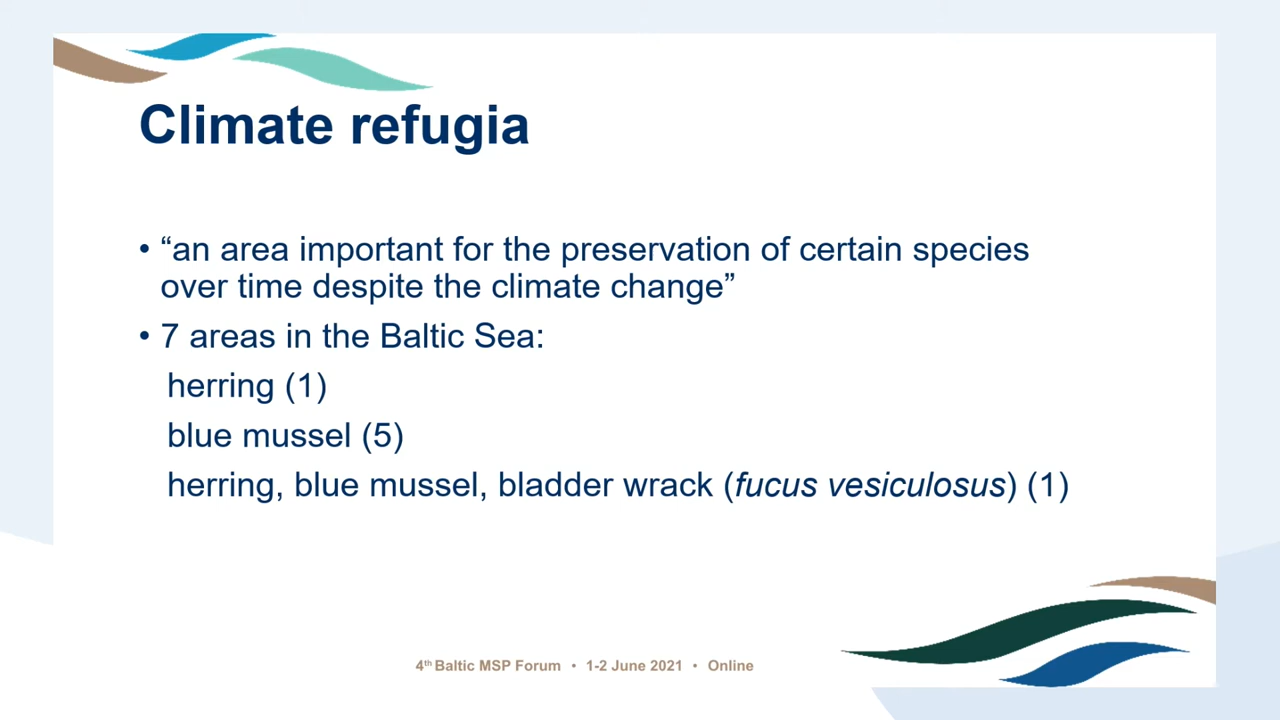 Climate refugia
• “an area important for the preservation of certain species
over time despite the climate change”
• 7 areas in the Baltic Sea:
herring (1)
blue mussel (5)
herring, blue mussel, bladder wrack (fucus vesiculosus) (1)
4th Baltic MSP Forum • 1-2 June 2021 • Online